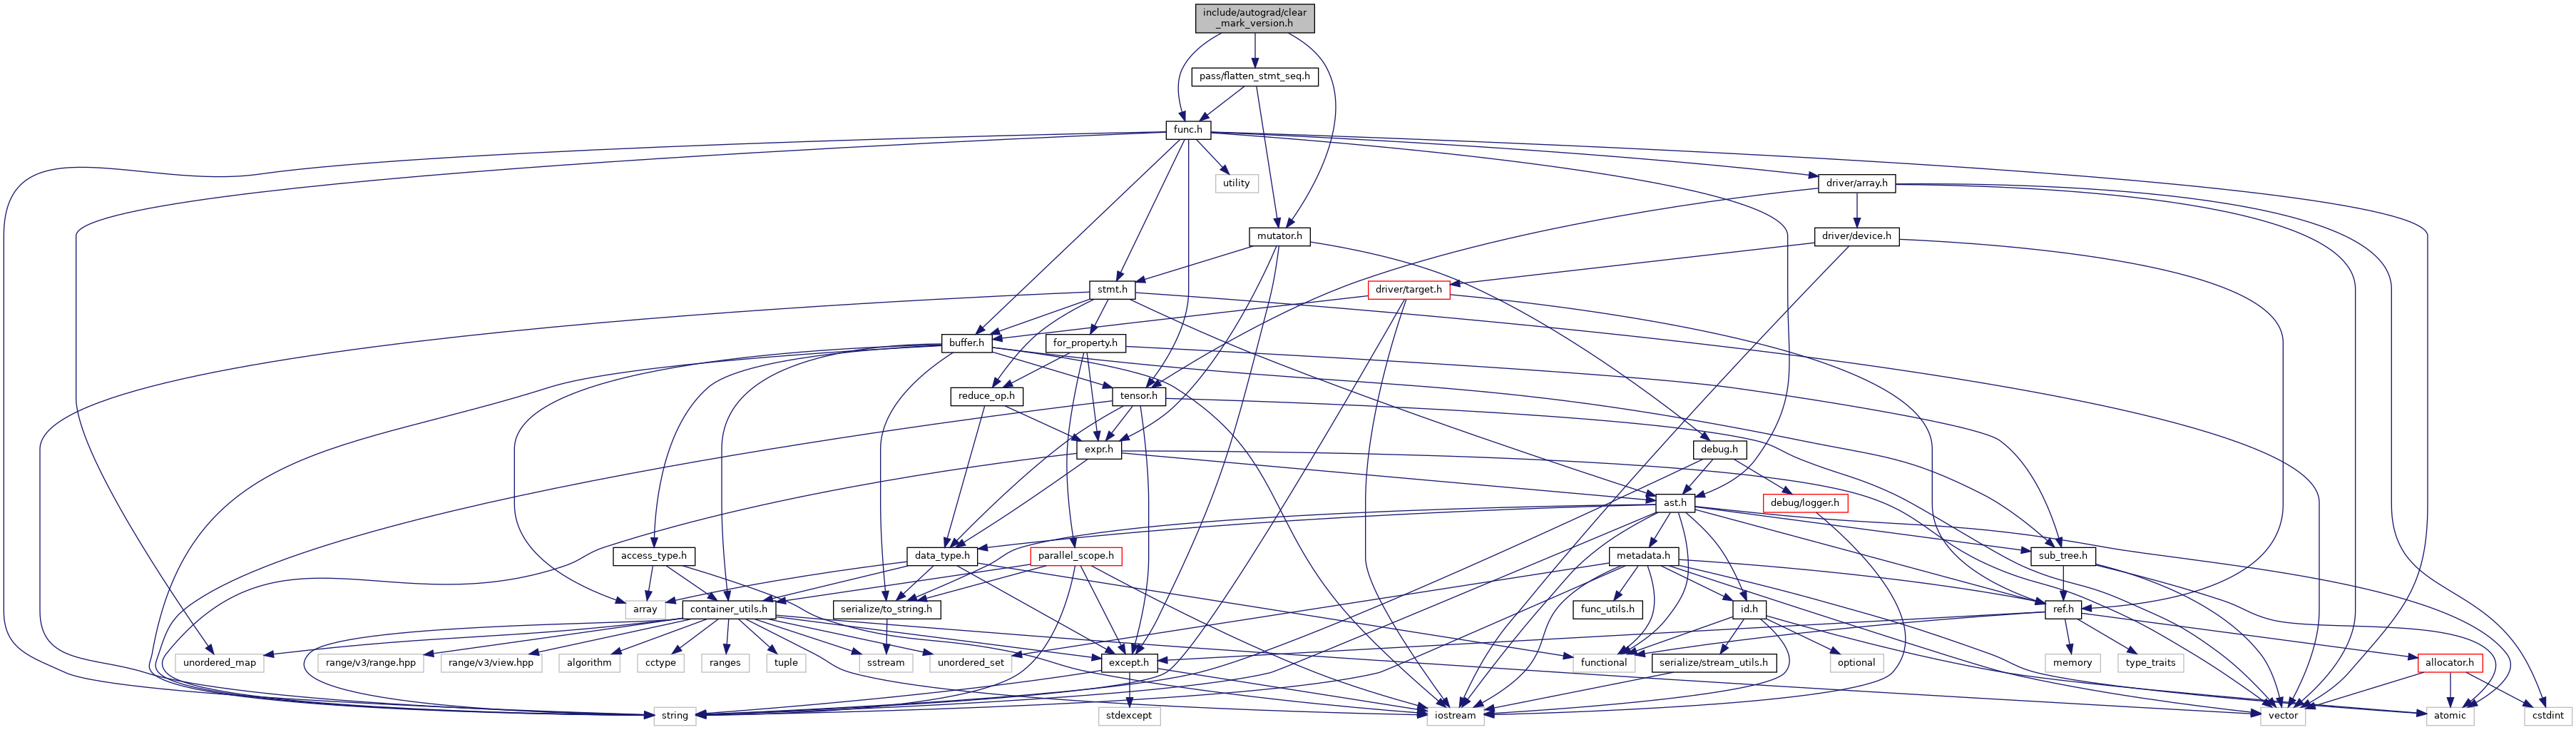 include/autograd/clear
_mark_version.h
pass/flatten_stmt_seq.h
func.h
utility
driver/array.h
mutator.h
driver/device.h
stmt.h
driver/target.h
buffer.h
for_property.h
reduce_op.h
tensor.h
expr.h
debug.h
ast.h
debug/logger.h
access_type.h
data_type.h
parallel_scope.h
metadata.h
sub_tree.h
array
container_utils.h
serialize/to_string.h
func_utils.h
id.h
ref.h
unordered_map
range/v3/range.hpp
range/v3/view.hpp
algorithm
cctype
ranges
tuple
sstream
unordered_set
except.h
functional
serialize/stream_utils.h
optional
memory
type_traits
allocator.h
string
stdexcept
iostream
vector
atomic
cstdint